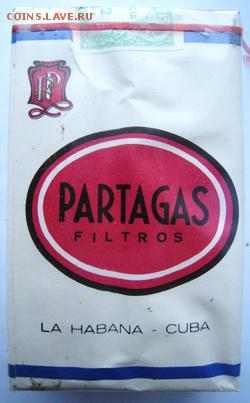 COINS.LAVE.RU
PARTAGAS
FILTROS
LA HABANA - CUBA